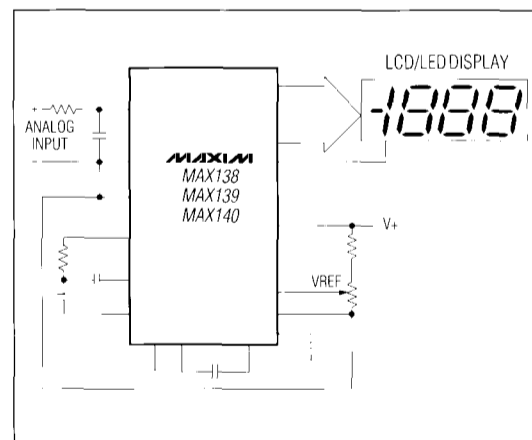 LCD/LED DISPLAY
-1888
+
ANALOG
INPUT
MAXIM
MAX138
MAX139
MAX140
V+
VREF